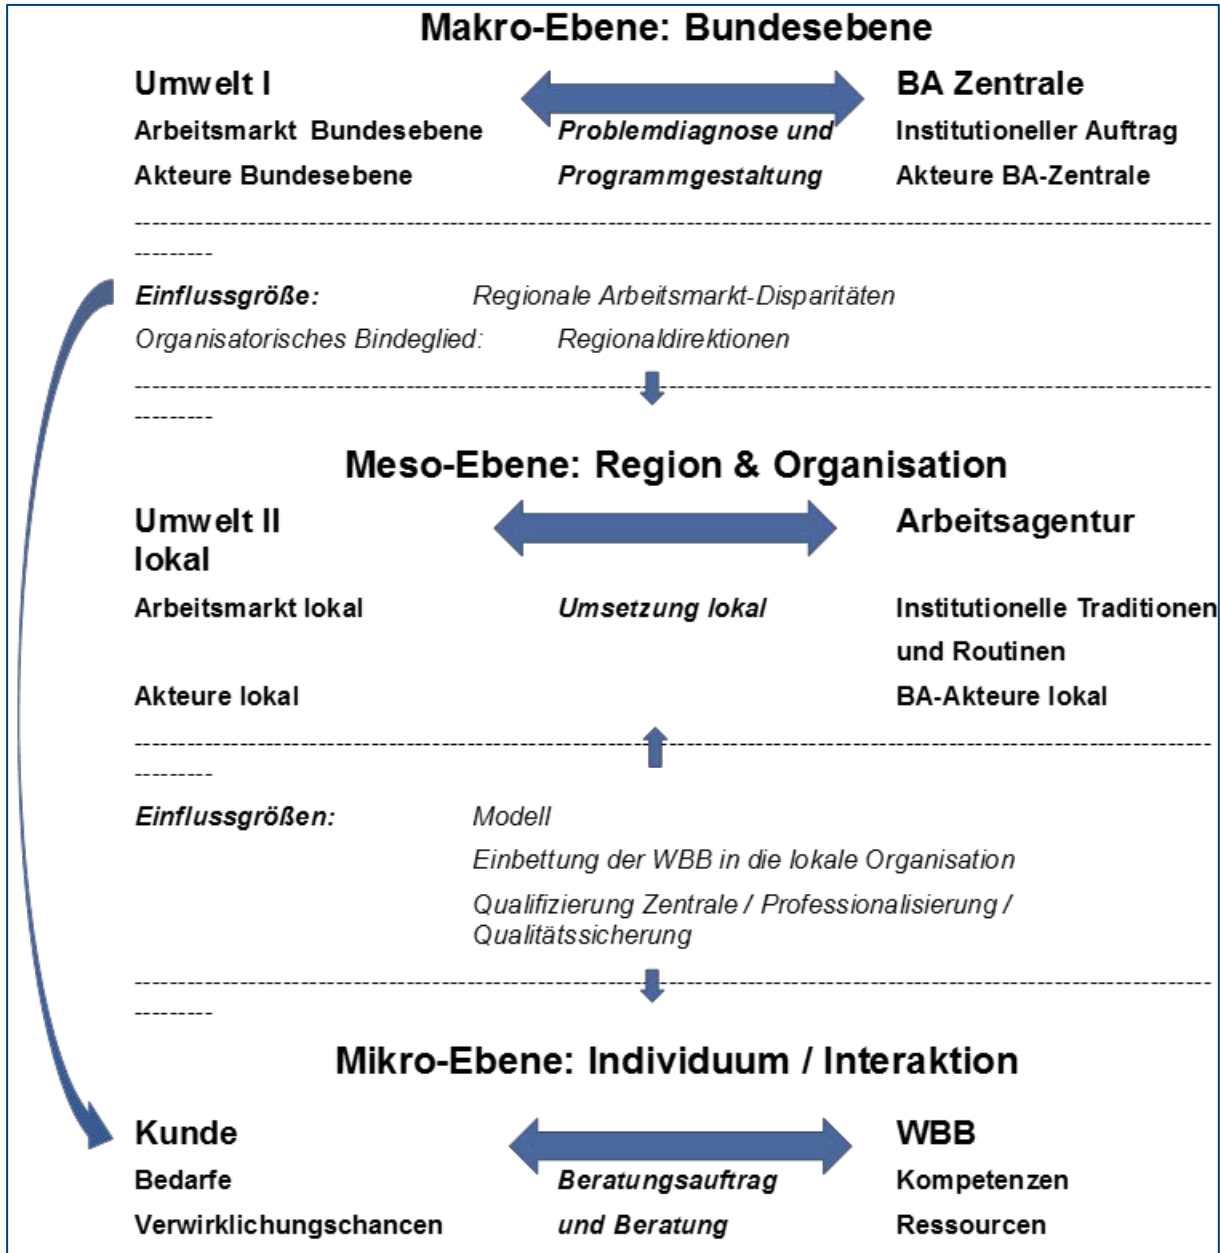 Makro-Ebene: Bundesebene
Umwelt I BA Zentrale
Arbeitsmarkt Bundesebene Problemdiagnose und Institutioneller Auftrag
Akteure Bundesebene Programmgestaltung Akteure BA-Zentrale
Einflussgröße: Regionale Arbeitsmarkt-Disparitäten
Organisatorisches Bindeglied: Regionaldirektionen
Meso-Ebene: Region & Organisation
Umwelt II Arbeitsagentur
lokal
Arbeitsmarkt lokal Umsetzung lokal Institutionelle Traditionen
und Routinen
Akteure lokal BA-Akteure lokal
Einflussgrößen: Modell
Einbettung der WBB in die lokale Organisation
Qualifizierung Zentrale / Professionalisierung /
Qualitätssicherung
Mikro-Ebene: Individuum / Interaktion
Kunde WBB
Bedarfe Beratungsauftrag Kompetenzen
Verwirklichungschancen und Beratung Ressourcen